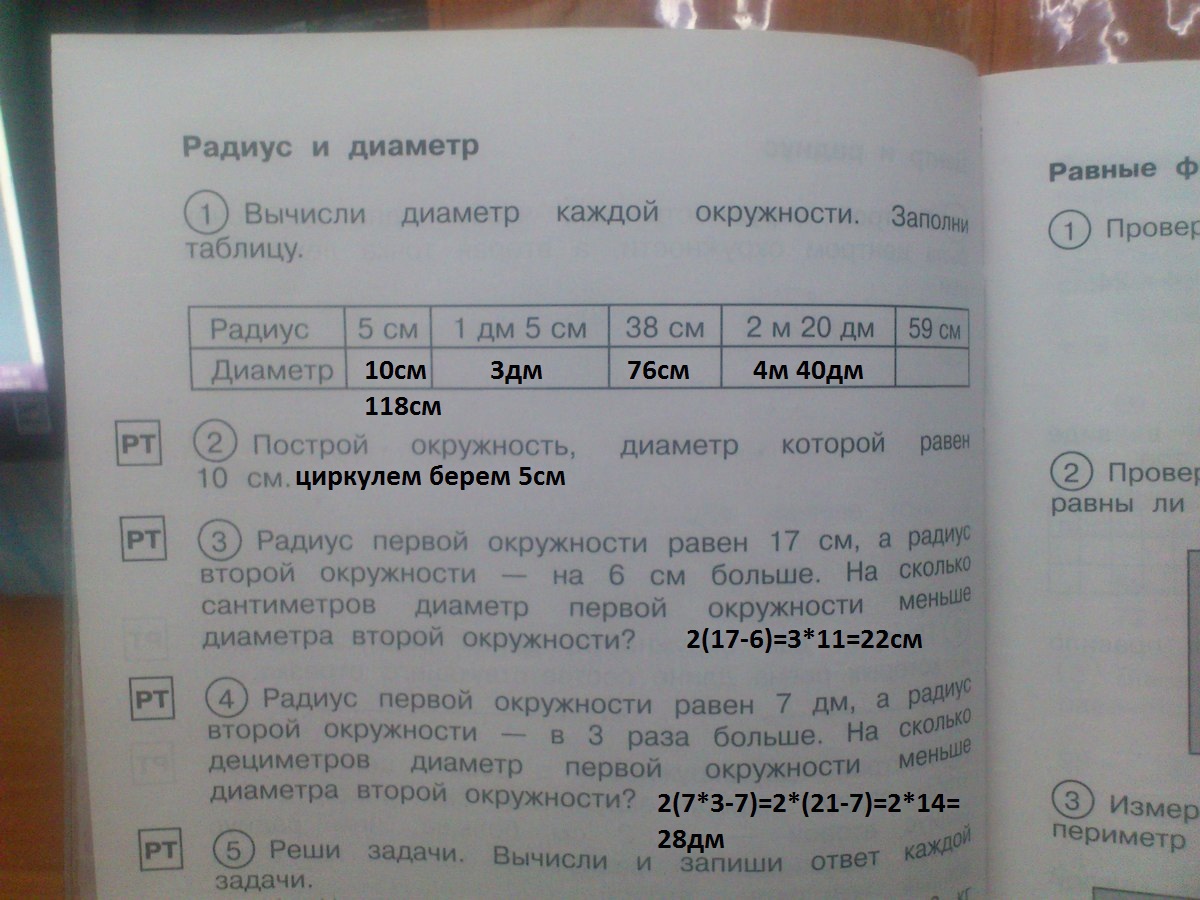 Радиус и диаметр
1 Вычисли диаметр каждой окружности. Заполни
таблицу.
Радиус 5 см 1 дм 5 см 38 см 2 м 20 дм 59 см
Диаметр 10см 3дм 76см 4м 40дм
118см
РТ 2 Построй окружность, диаметр которой равен
10 см. циркулем берем 5см
РТ 3 Радиус первой окружности равен 17 см, а радиус
второй окружности — на 6 см больше. На сколько
сантиметров диаметр первой окружности меньше
диаметра второй окружности? 2(17-6)=3*11=22см
РТ 4 Радиус первой окружности равен 7 дм, а радиус
второй окружности — в 3 раза больше. На сколько
дециметров диаметр первой окружности меньше
диаметра второй окружности? 2(7*3-7)=2*(21-7)=2*14=
28дм
РТ 5 Реши задачи. Вычисли и запиши ответ каждой
задачи.
Равные ф
1 Провер
2 Провер
равны ли
3 Измер
периметр